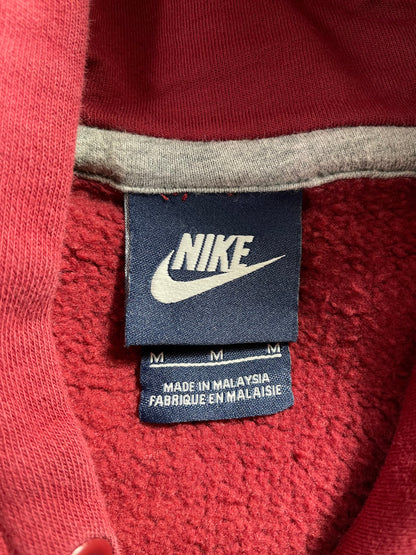 NIKE
M M M
MADE IN MALAYSIA
FABRIQUE EN MALAISIE